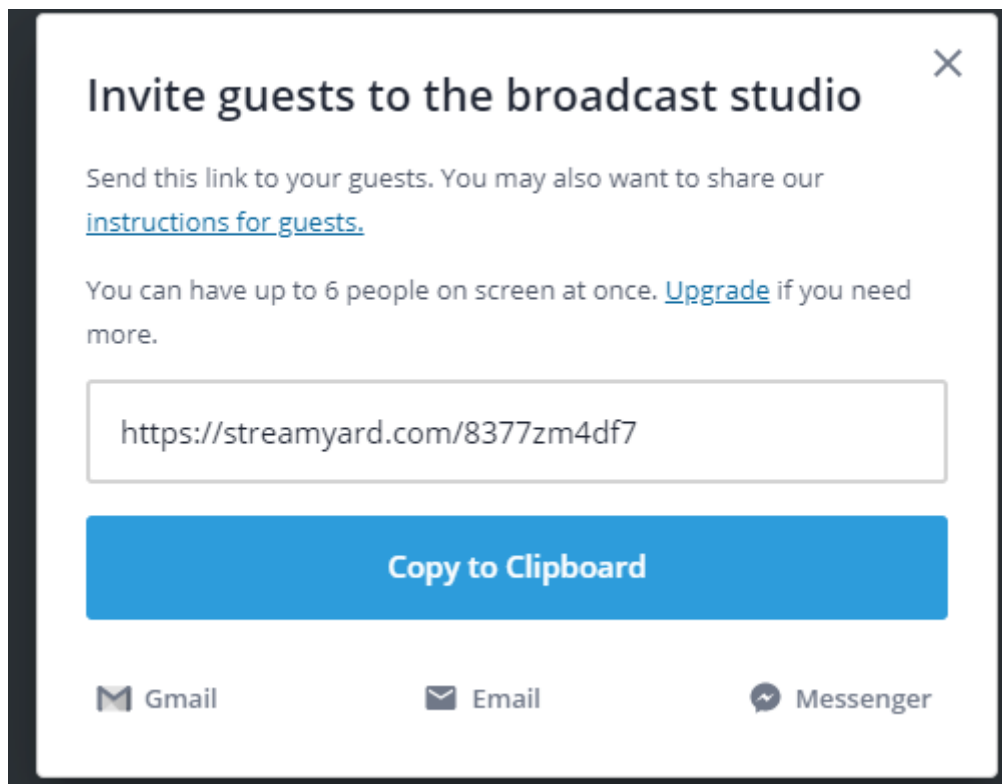 Invite guests to the broadcast studio
Send this link to your guests. You may also want to share our
instructions for guests.
You can have up to 6 people on screen at once. Upgrade if you need
more.
https://streamyard.com/8377zm4df7
Copy to Clipboard
Gmail
Email
Messenger